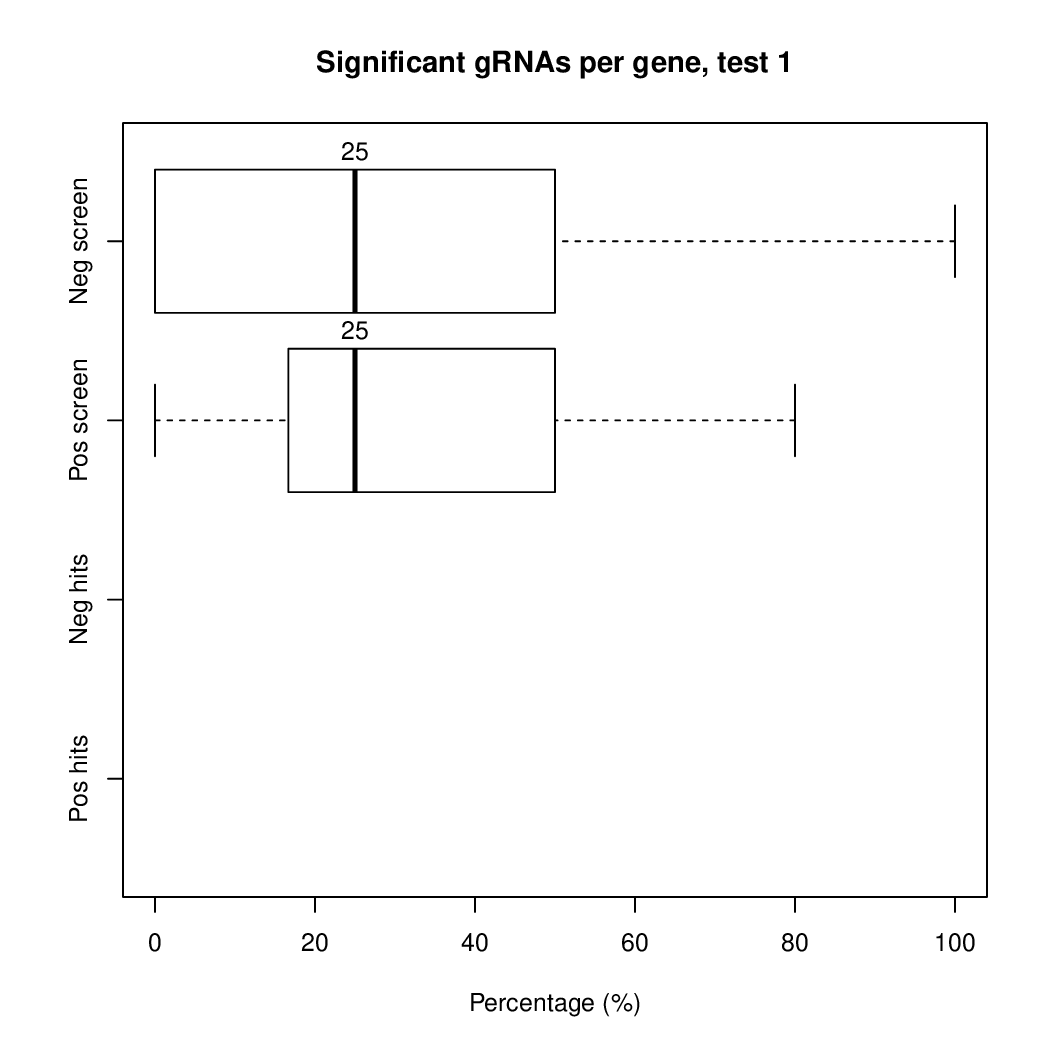 Significant gRNAs per gene, test 1
25
Neg screen
25
Pos screen
Neg hits
Pos hits
0 20 40 60 80 100
Percentage (%)